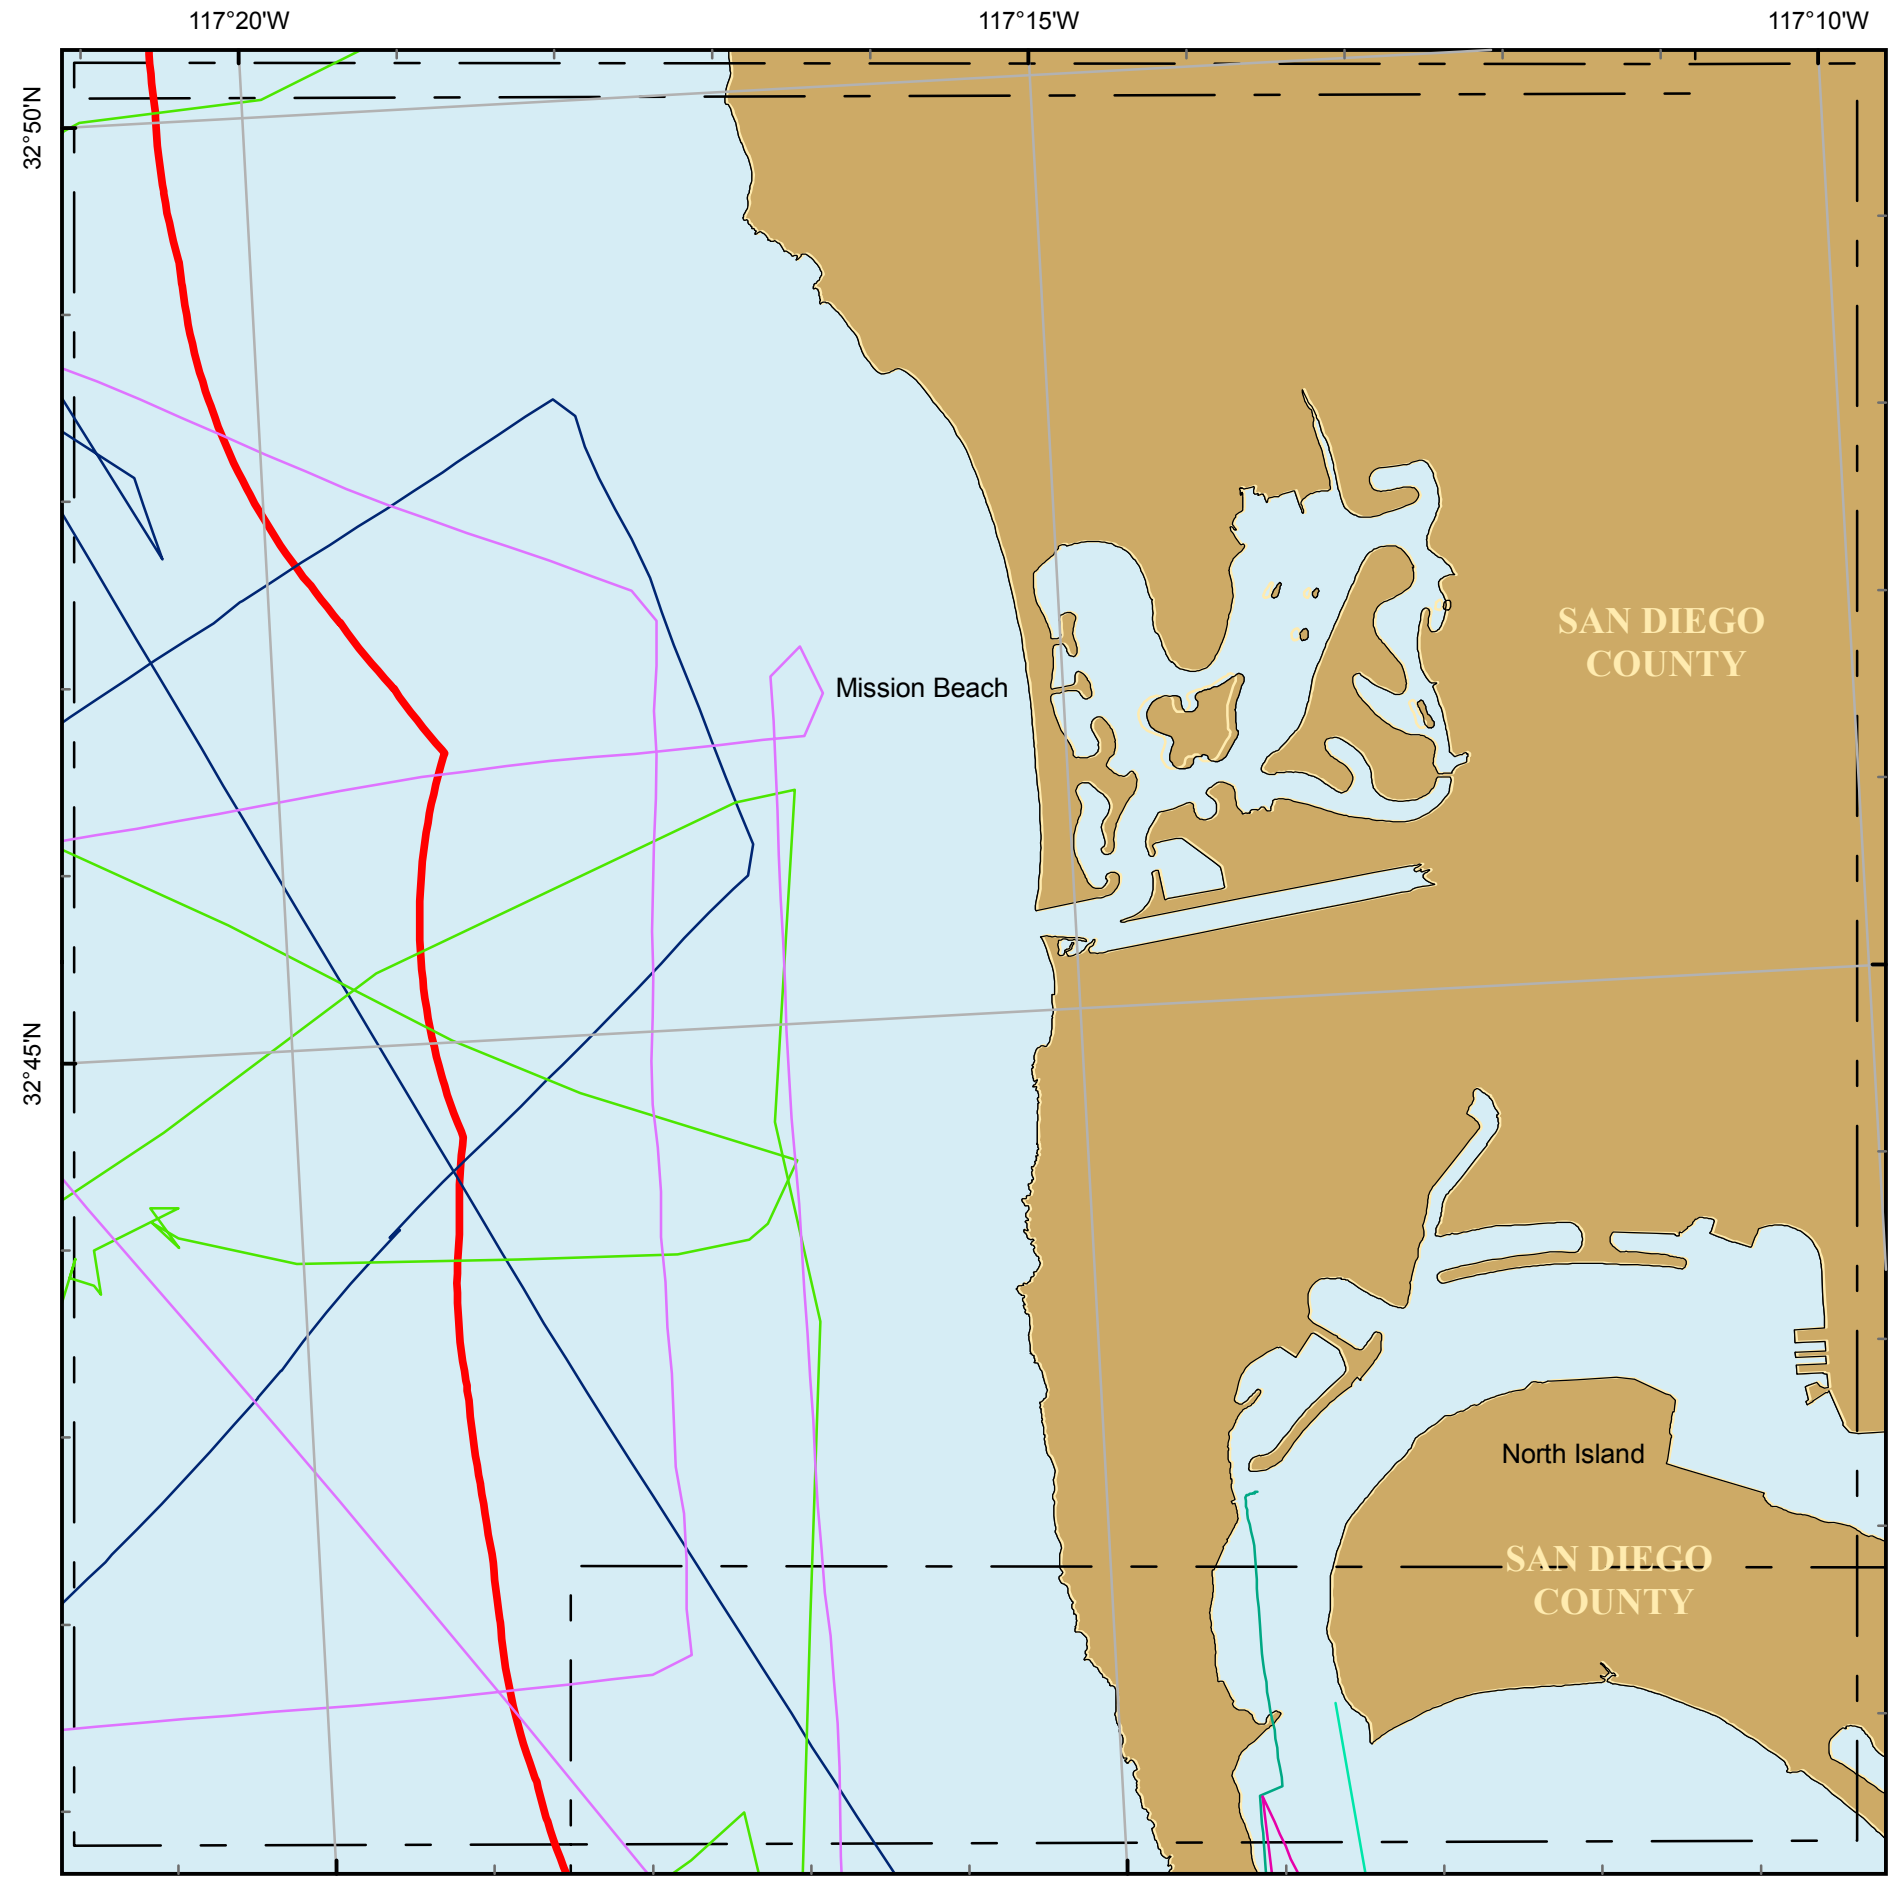 117°20'W
117°15'W
117°10'W
32°50'N
SAN DIEGO
COUNTY
Mission Beach
32°45'N
North Island
SAN DIEGO
COUNTY